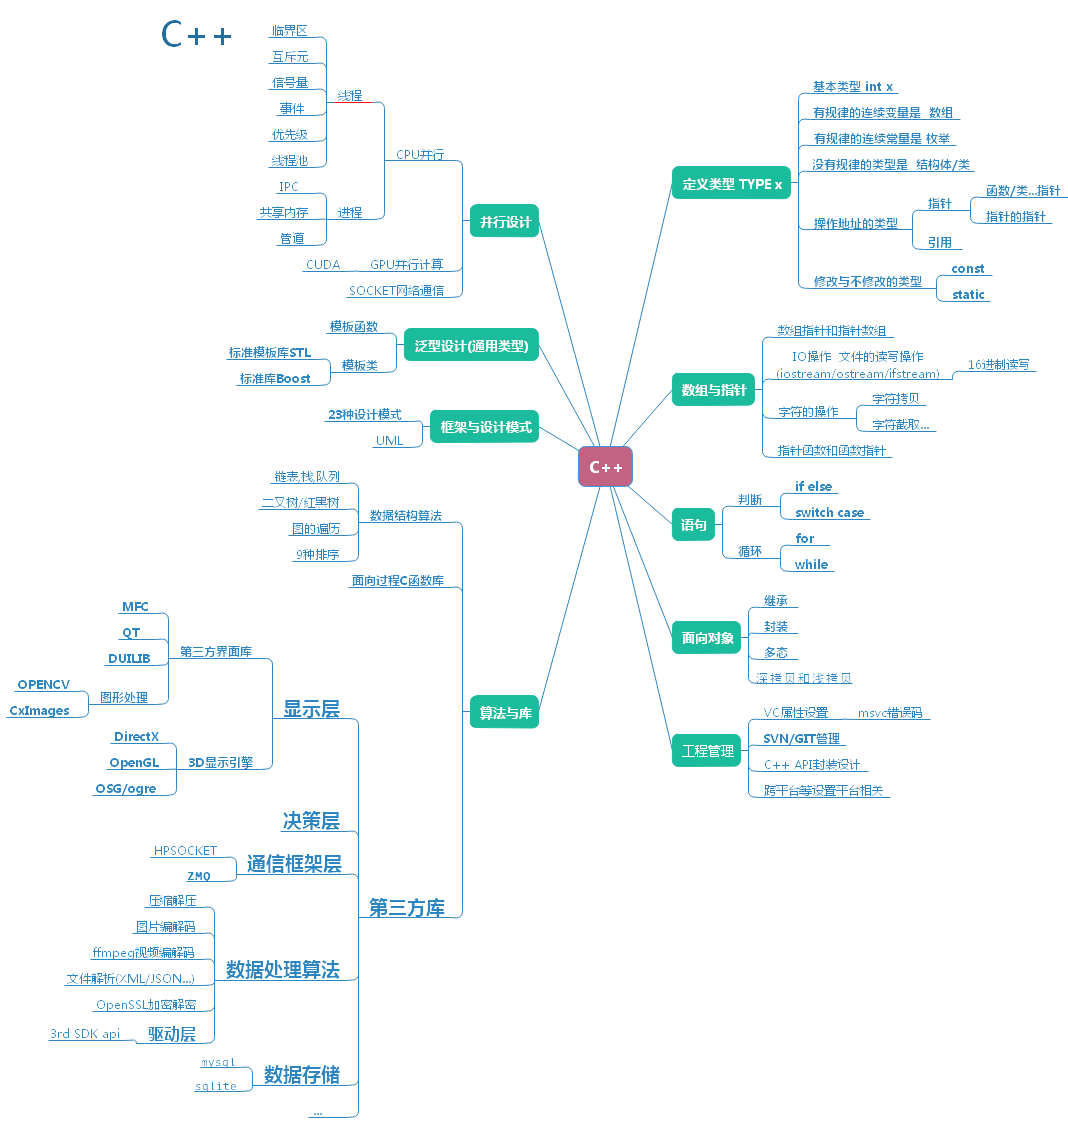 C++
临界区
互斥元
信号量
事件
优先级
线程池
线程
IPC
共享内存
管道
进程
CPU并行
CUDA
GPU并行计算
SOCKET网络通信
并行设计
模板函数
标准模板库STL
标准库Boost
模板类
泛型设计(通用类型)
23种设计模式
UML
框架与设计模式
链表,栈,队列
二叉树/红黑树
图的遍历
9种排序
数据结构算法
面向过程C函数库
MFC
QT
DUILIB
OPENCV
CxImages
图形处理
第三方界面库
DirectX
OpenGL
OSG/ogre
3D显示引擎
显示层
决策层
HPSOCKET
ZMQ
通信框架层
压缩解压
图片编解码
ffmpeg视频编解码
文件解析(XML/JSON...)
OpenSSL加密解密
3rd SDK api
驱动层
数据处理算法
mysql
sqlite
数据存储
...
第三方库
算法与库
C++
定义类型 TYPE x
基本类型 int x
有规律的连续变量是 数组
有规律的连续常量是 枚举
没有规律的类型是 结构体/类
操作地址的类型
指针
函数/类...指针
指针的指针
引用
修改与不修改的类型
const
static
数组与指针
数组指针和指针数组
IO操作 文件的读写操作
(iostream/ostream/ifstream)
16进制读写
字符的操作
字符拷贝
字符截取...
指针函数和函数指针
语句
判断
if else
switch case
循环
for
while
面向对象
继承
封装
多态
深拷贝和浅拷贝
工程管理
VC属性设置
msvc错误码
SVN/GIT管理
C++ API封装设计
跨平台等设置平台相关